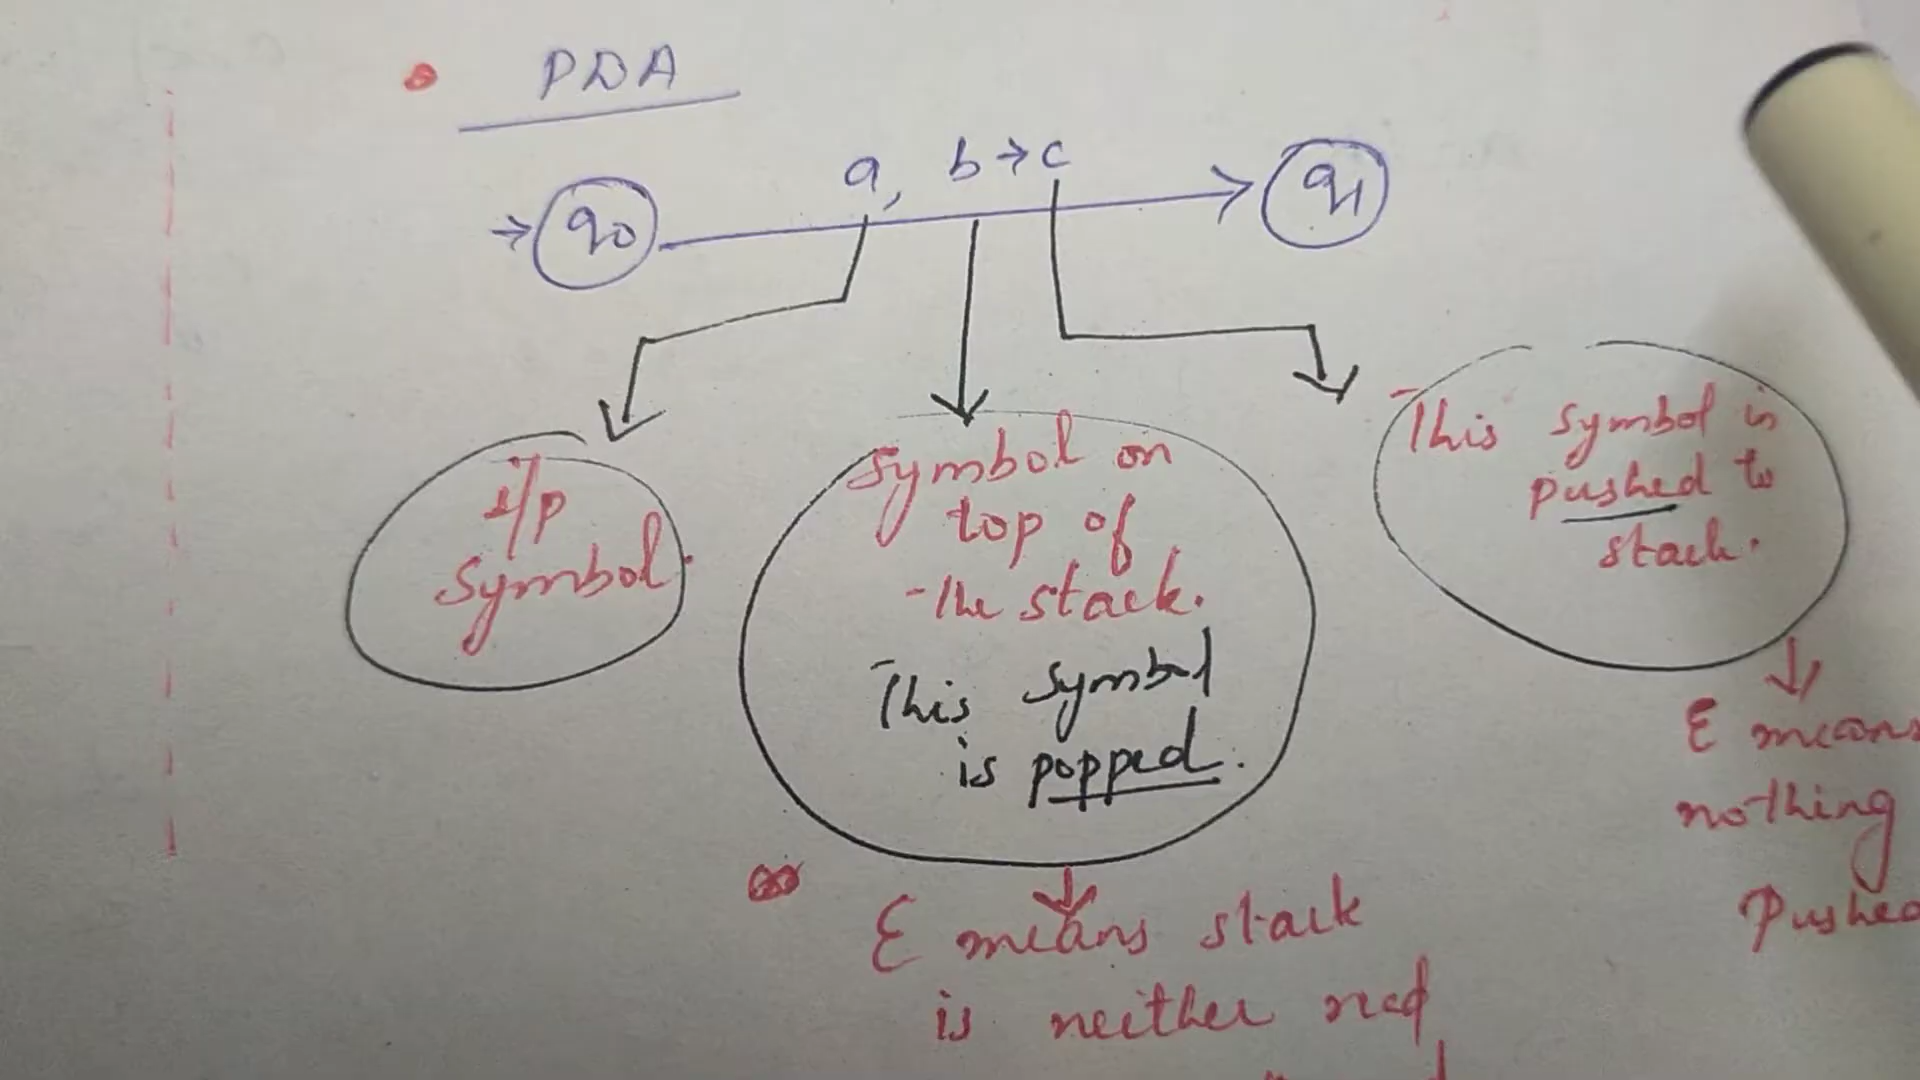 PDA
a, b → c
→ q0
q1
i/p
symbol.
symbol on
top of
the stack.
This symbol
is popped.
This symbol is
pushed to
stack.
ε means
nothing
pushed
ε means stack
is neither read